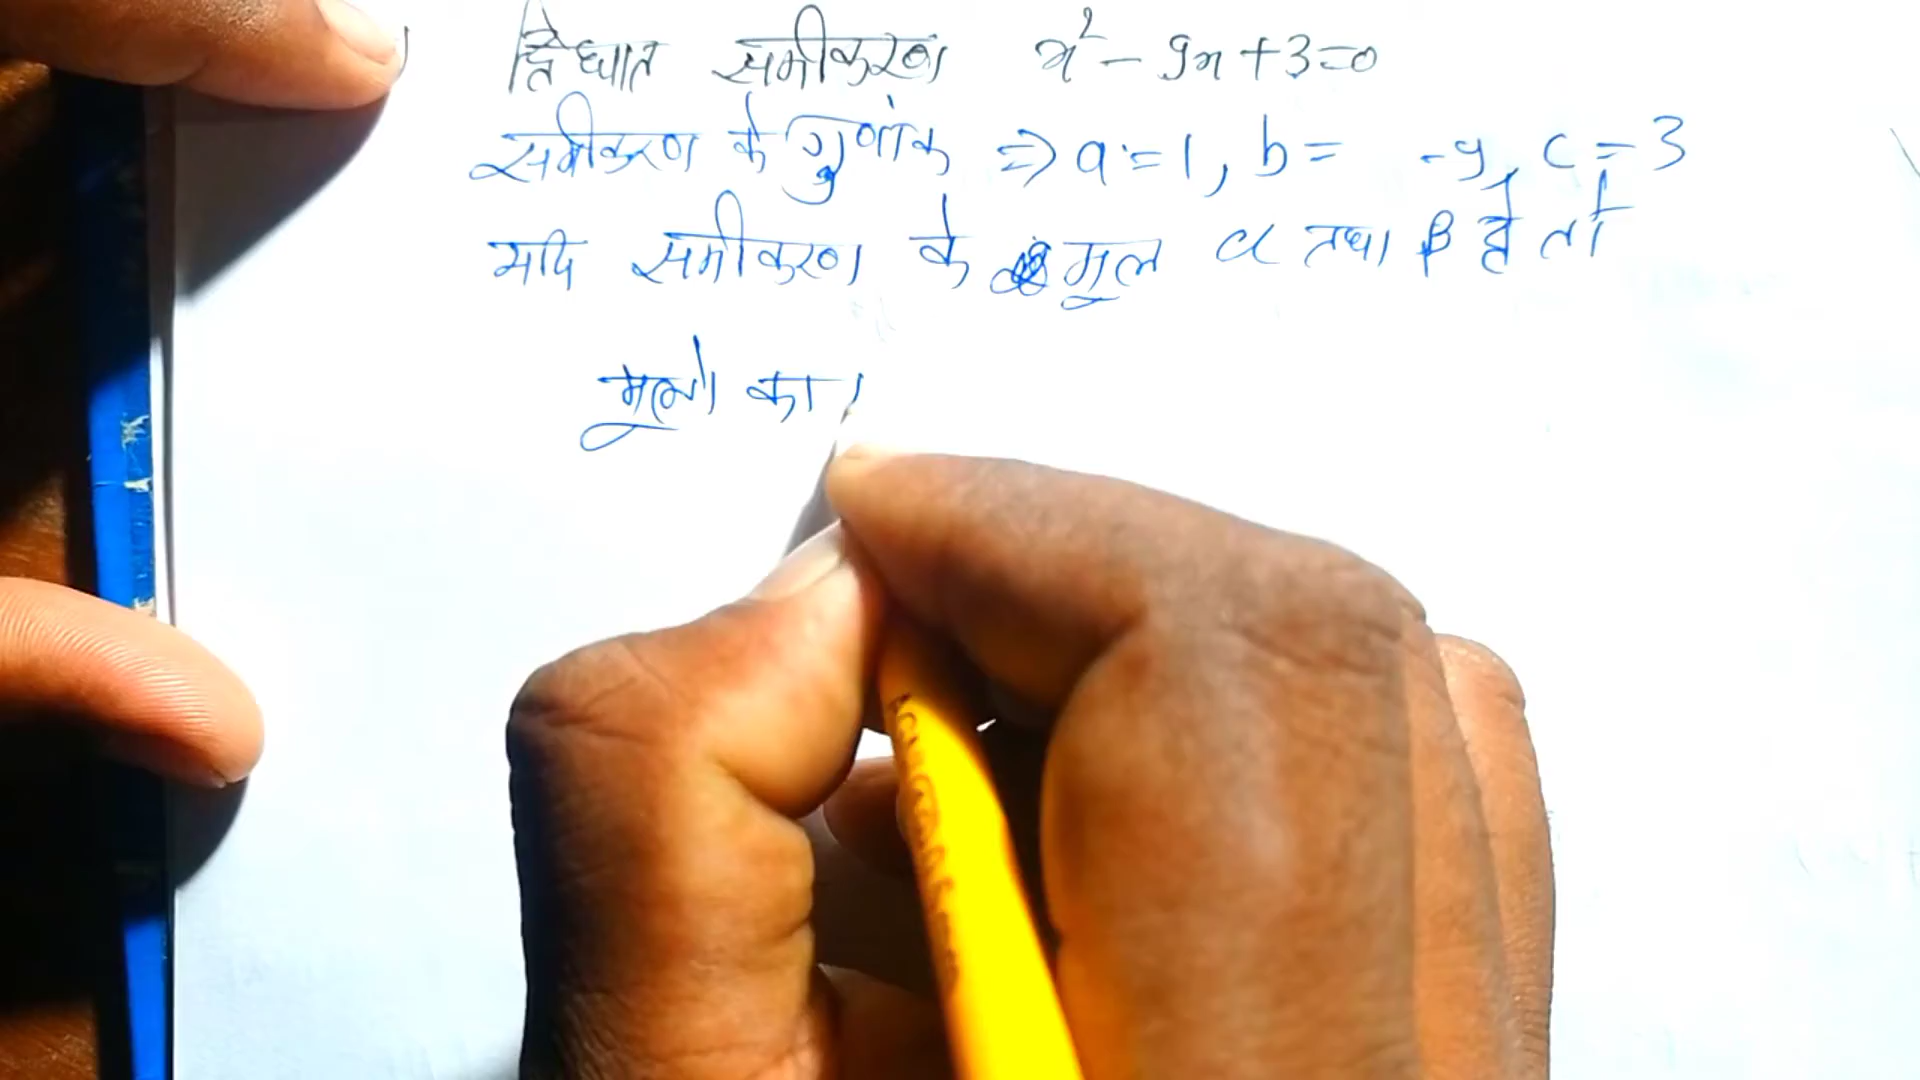 द्विघात समीकरण x² - 9x + 3 = 0
समीकरण के गुणांक ⇒ a = 1, b = -9, c = 3
यदि समीकरण के मूल α तथा β है तो
मूलो का